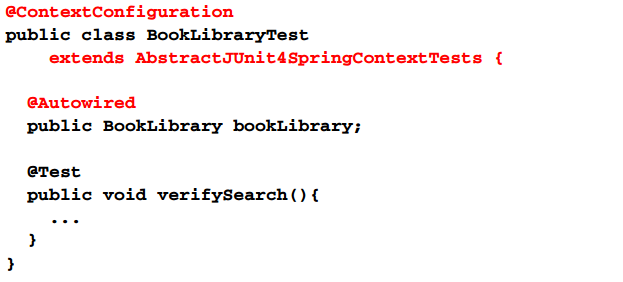 @ContextConfiguration
public class BookLibraryTest
    extends AbstractJUnit4SpringContextTests {
  @Autowired
  public BookLibrary bookLibrary;
  @Test
  public void verifySearch(){
    ...
  }
}